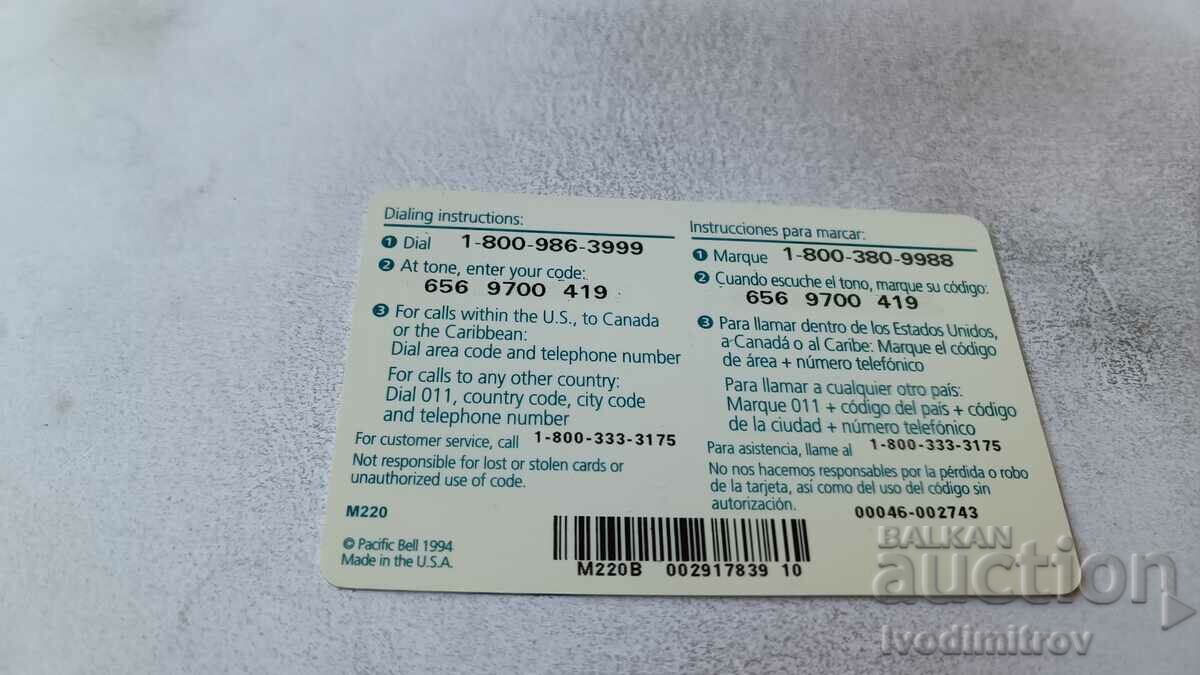 Dialing instructions:
❶ Dial 1-800-986-3999
❷ At tone, enter your code:
656 9700 419
❸ For calls within the U.S., to Canada
or the Caribbean:
Dial area code and telephone number
For calls to any other country:
Dial 011, country code, city code
and telephone number
For customer service, call 1-800-333-3175
Not responsible for lost or stolen cards or
unauthorized use of code.
M220
© Pacific Bell 1994
Made in the U.S.A.
Instrucciones para marcar:
❶ Marque 1-800-380-9988
❷ Cuando escuche el tono, marque su código:
656 9700 419
❸ Para llamar dentro de los Estados Unidos,
a Canadá o al Caribe: Marque el código
de área + número telefónico
Para llamar a cualquier otro país:
Marque 011 + código del país + código
de la ciudad + número telefónico
Para asistencia, llame al 1-800-333-3175
No nos hacemos responsables por la pérdida o robo
de la tarjeta, así como del uso del código sin
autorización.
00046-002743
M220B 002917839 10
BALKAN
auction
Ivodimitrov